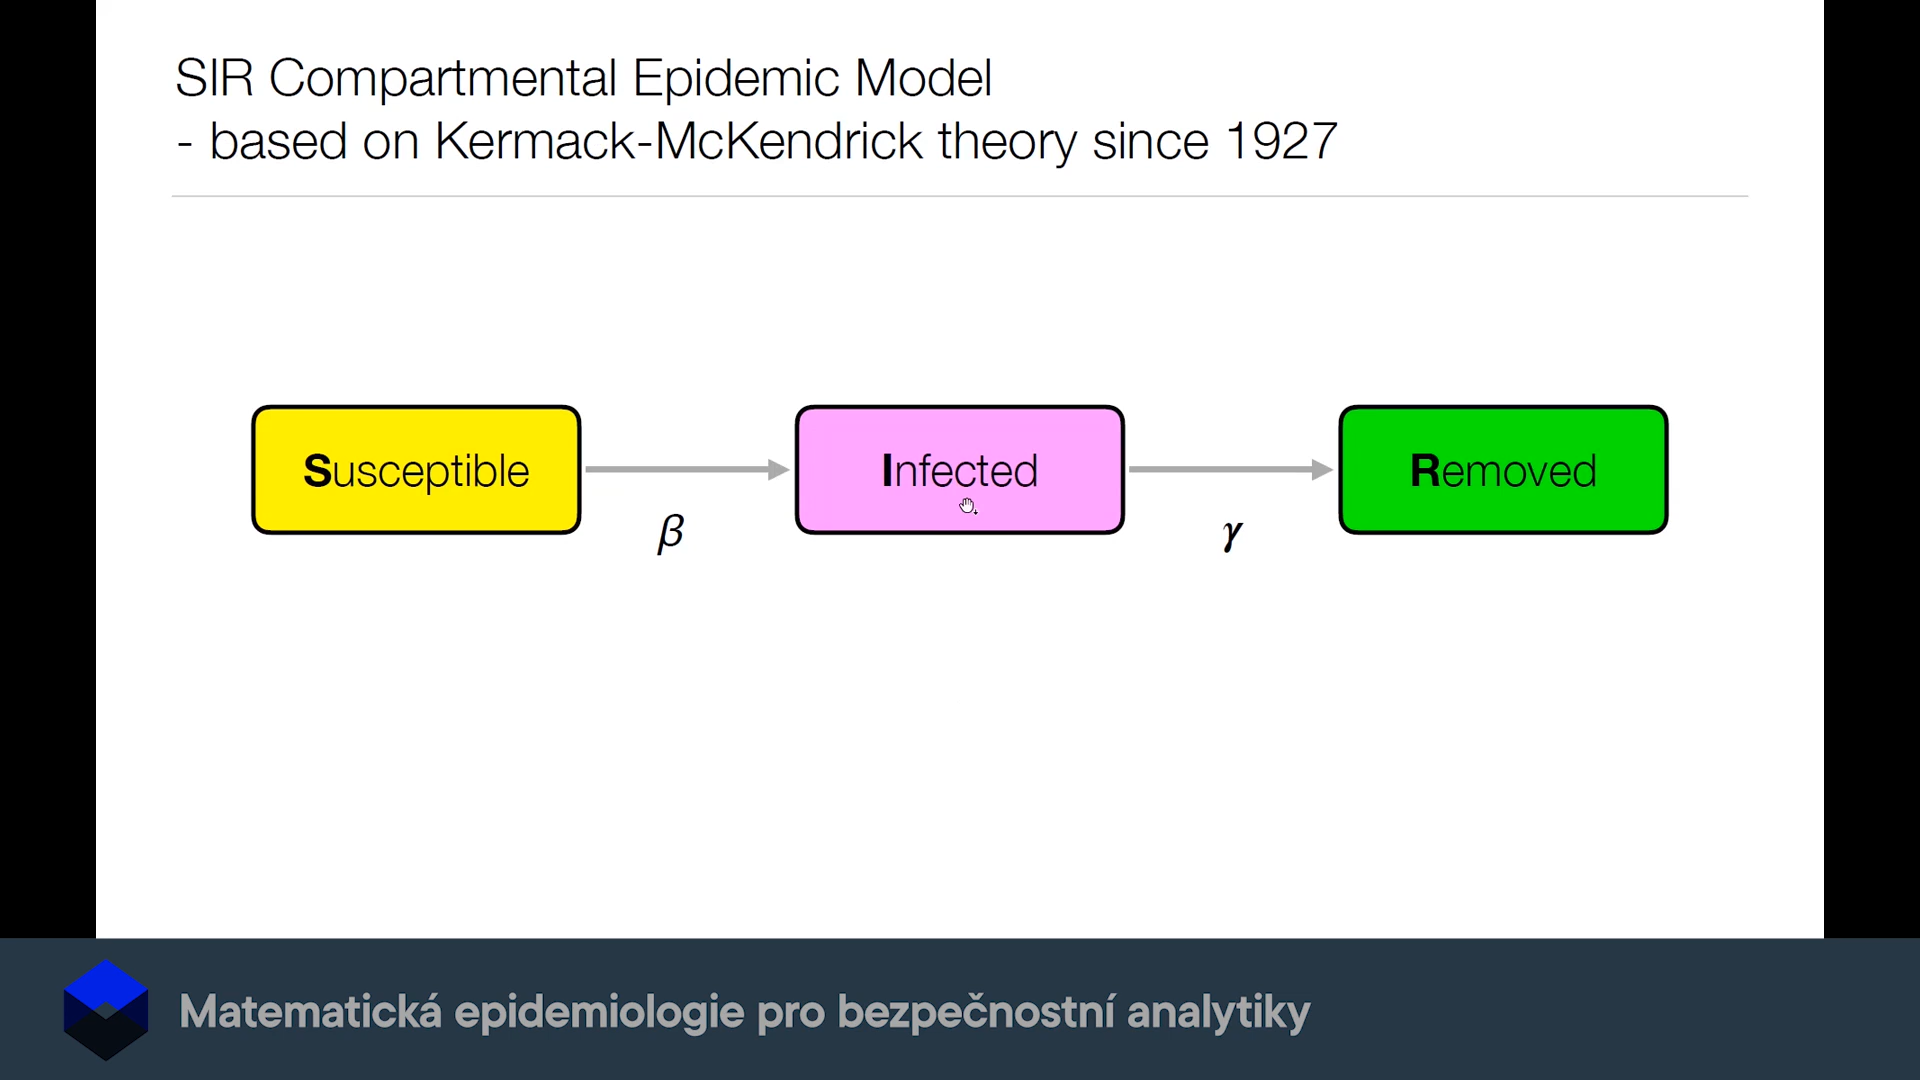 SIR Compartmental Epidemic Model
- based on Kermack-McKendrick theory since 1927
Susceptible
Infected
Removed
β
γ
Matematická epidemiologie pro bezpečnostní analytiky